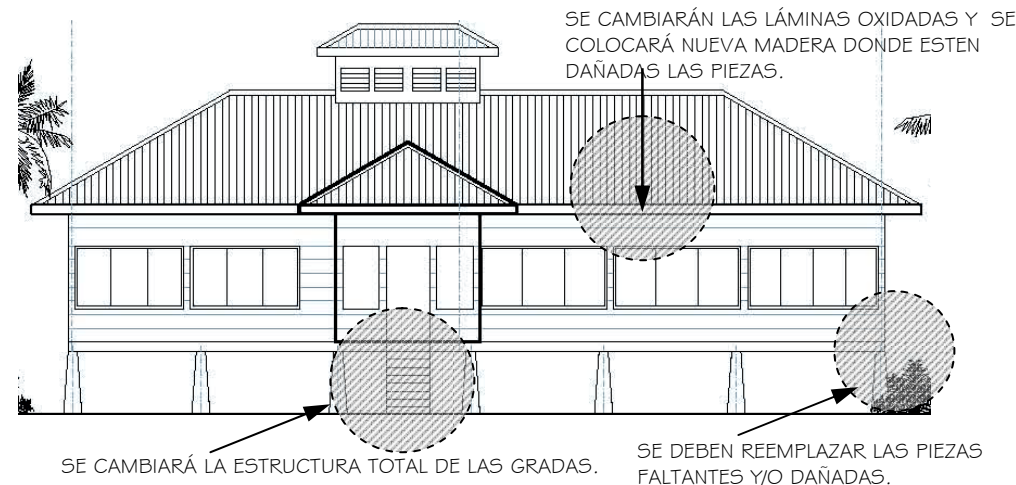 SE CAMBIARÁN LAS LÁMINAS OXIDADAS Y SE
COLOCARÁ NUEVA MADERA DONDE ESTEN
DAÑADAS LAS PIEZAS.
SE CAMBIARÁ LA ESTRUCTURA TOTAL DE LAS GRADAS.
SE DEBEN REEMPLAZAR LAS PIEZAS
FALTANTES Y/O DAÑADAS.